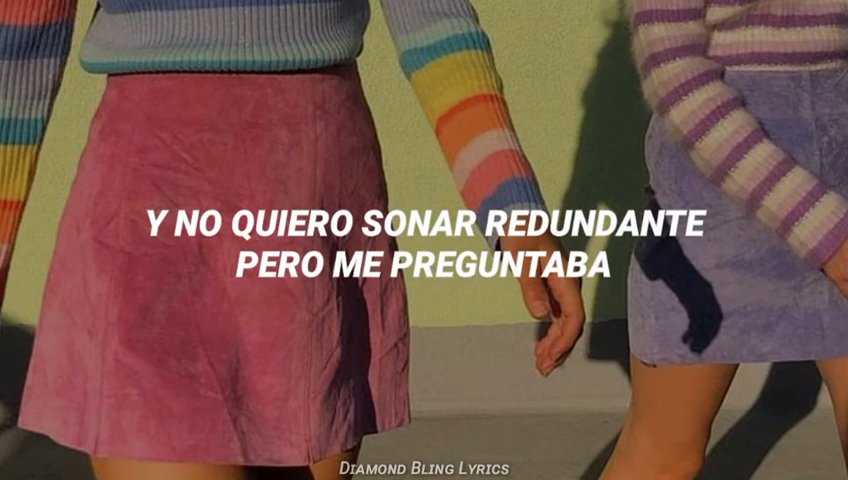 Y NO QUIERO SONAR REDUNDANTE
PERO ME PREGUNTABA
Diamond Bling Lyrics